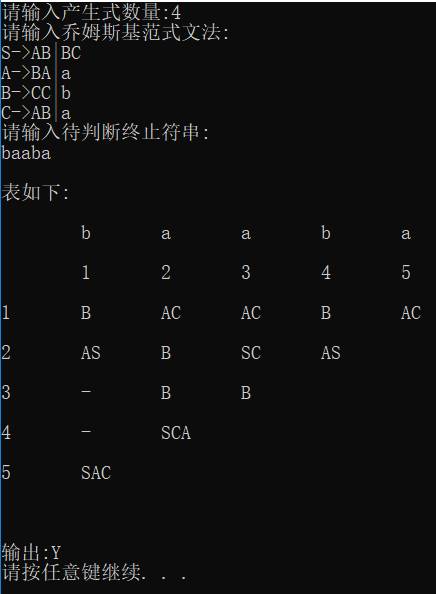 请输入产生式数量:4
请输入乔姆斯基范式文法:
S->AB|BC
A->BA|a
B->CC|b
C->AB|a
请输入待判断终止符串:
baaba
表如下:
b a a b a
1 2 3 4 5
1 B AC AC B AC
2 AS B SC AS
3 - B B
4 - SCA
5 SAC
输出:Y
请按任意键继续. . .